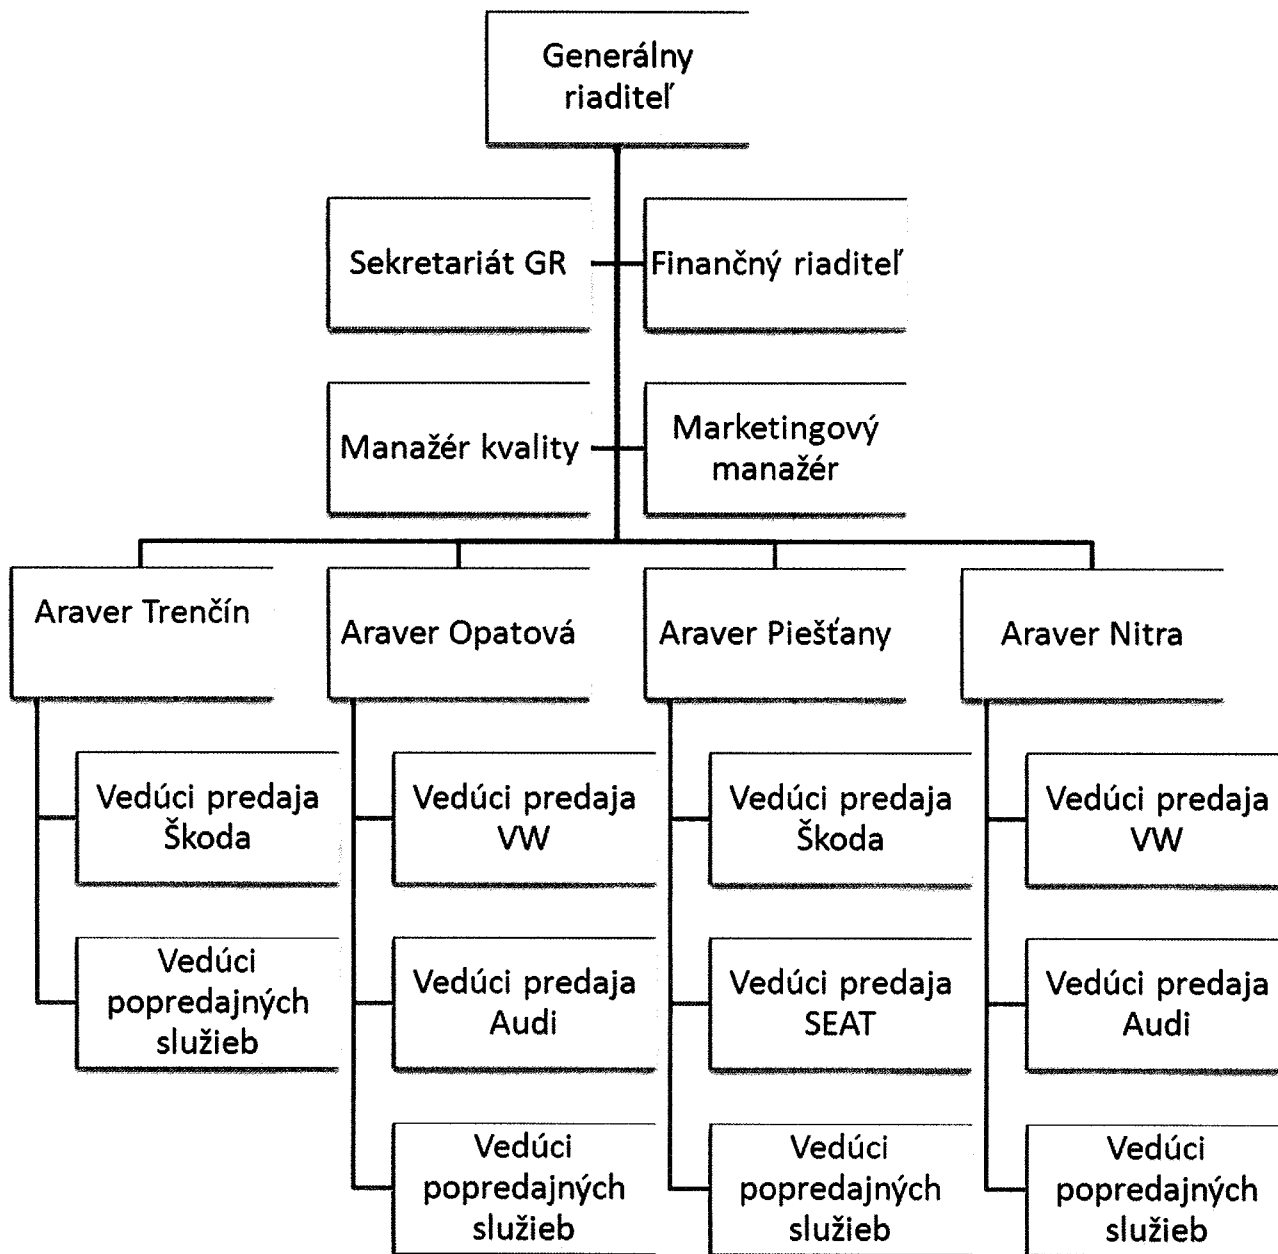 Generálny
riaditeľ
Sekretariát GR
Finančný riaditeľ
Manažér kvality
Marketingový
manažér
Araver Trenčín
Araver Opatová
Araver Piešťany
Araver Nitra
Vedúci predaja
Škoda
Vedúci predaja
VW
Vedúci predaja
Škoda
Vedúci predaja
VW
Vedúci
popredajných
služieb
Vedúci predaja
Audi
Vedúci predaja
SEAT
Vedúci predaja
Audi
Vedúci
popredajných
služieb
Vedúci
popredajných
služieb
Vedúci
popredajných
služieb